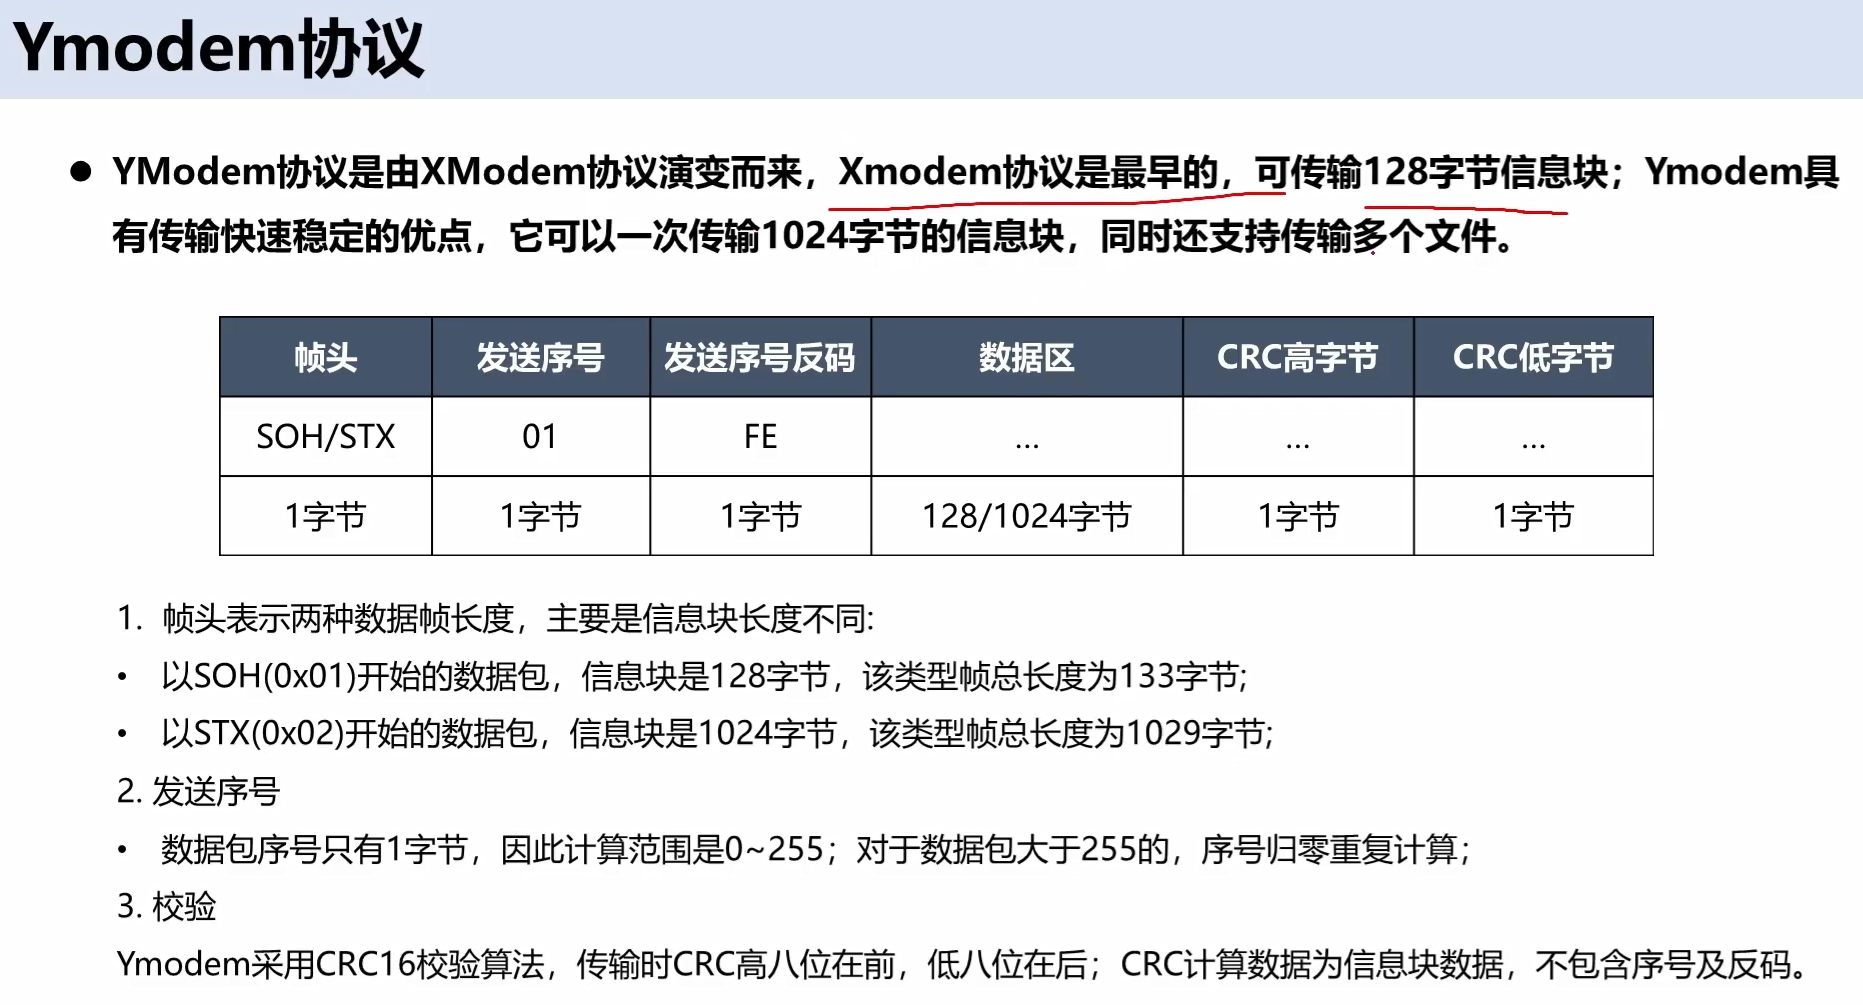 Ymodem协议
● YModem协议是由XModem协议演变而来，Xmodem协议是最早的，可传输128字节信息块；Ymodem具
有传输快速稳定的优点，它可以一次传输1024字节的信息块，同时还支持传输多个文件。
帧头 发送序号 发送序号反码 数据区 CRC高字节 CRC低字节
SOH/STX 01 FE ... ... ...
1字节 1字节 1字节 128/1024字节 1字节 1字节
1. 帧头表示两种数据帧长度，主要是信息块长度不同:
• 以SOH(0x01)开始的数据包，信息块是128字节，该类型帧总长度为133字节;
• 以STX(0x02)开始的数据包，信息块是1024字节，该类型帧总长度为1029字节;
2. 发送序号
• 数据包序号只有1字节，因此计算范围是0~255；对于数据包大于255的，序号归零重复计算；
3. 校验
Ymodem采用CRC16校验算法，传输时CRC高八位在前，低八位在后；CRC计算数据为信息块数据，不包含序号及反码。